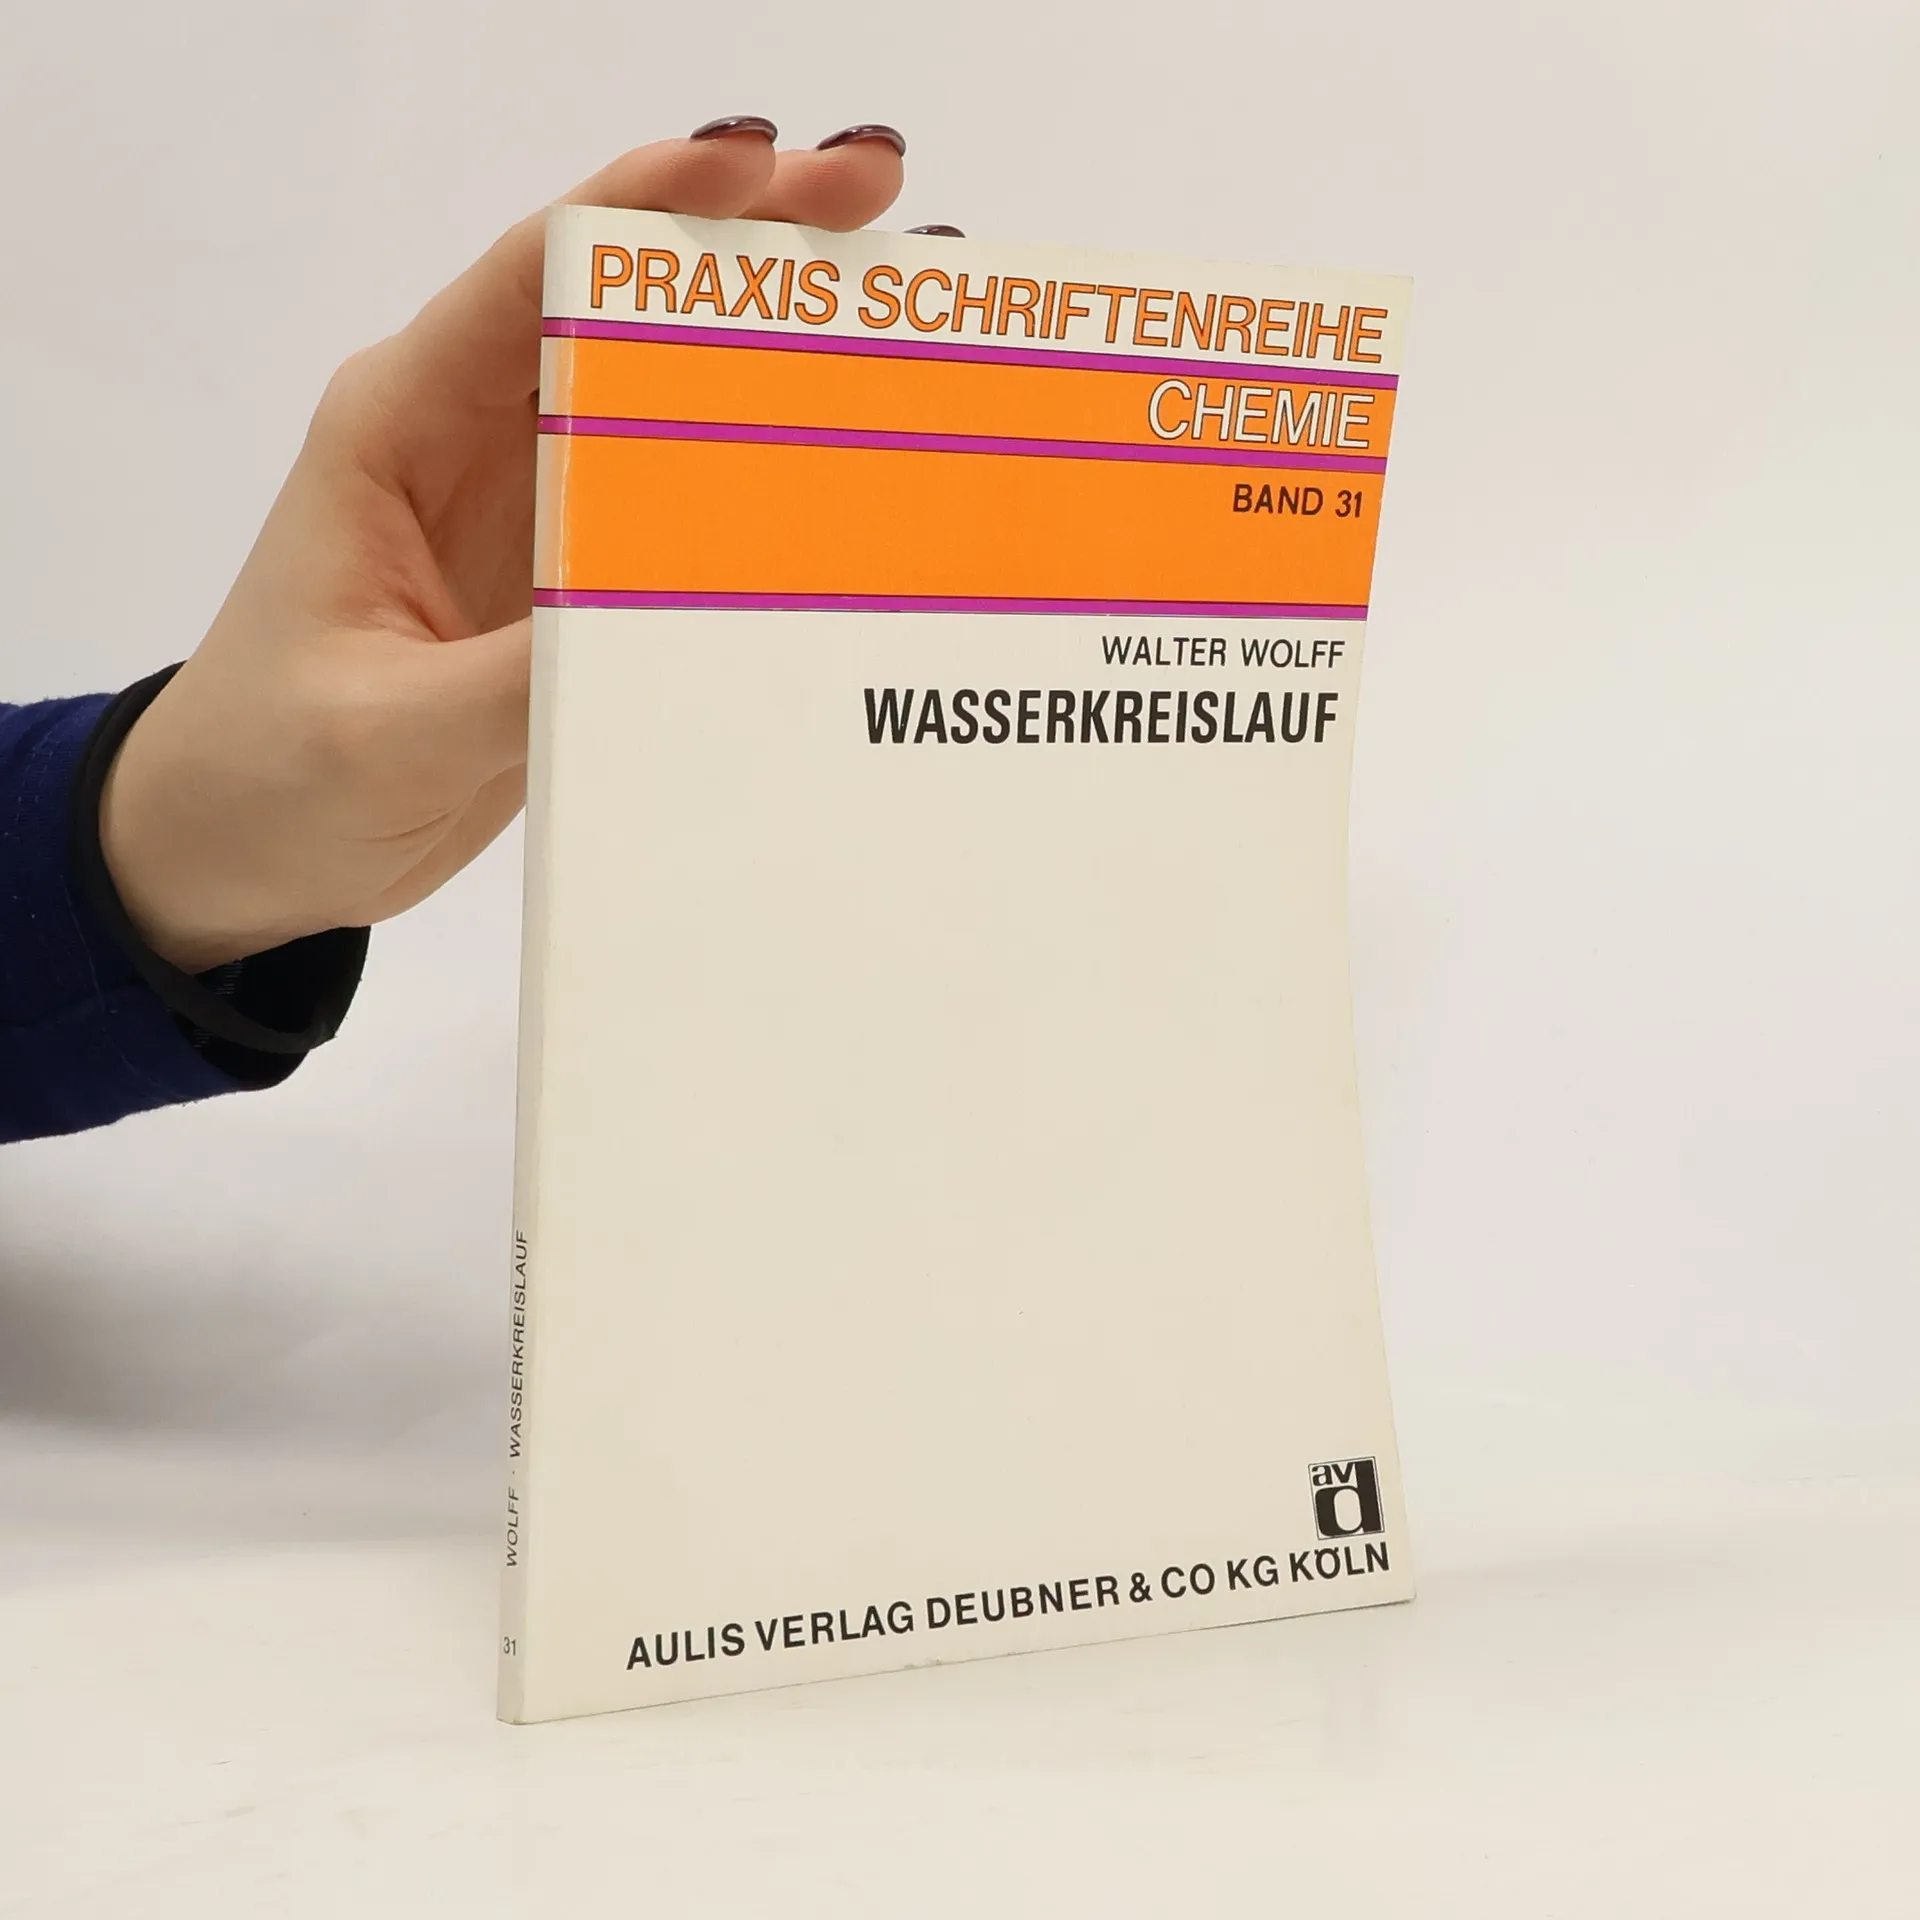 PRAXIS SCHRIFTENREIHE
CHEMIE
BAND 31
WALTER WOLFF
WASSERKREISLAUF
avd
AULIS VERLAG DEUBNER & CO KG KÖLN
WOLFF · WASSERKREISLAUF
31